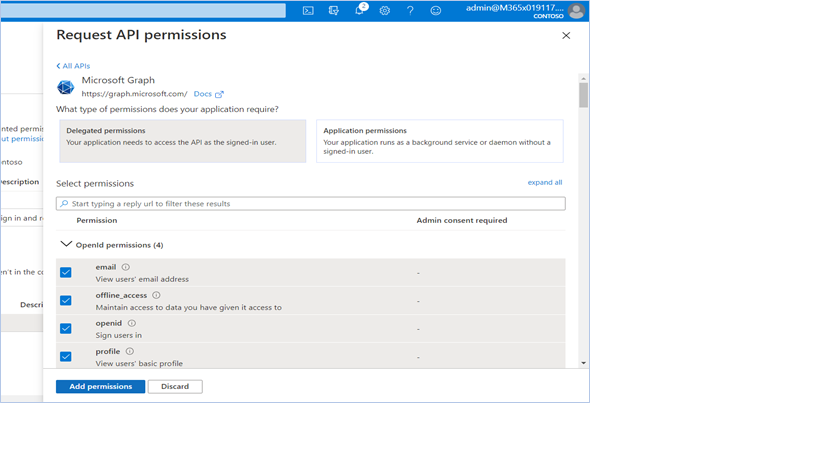 2
admin@M365x019117....
CONTOSO
Request API permissions
All APIs
Microsoft Graph
https://graph.microsoft.com/ Docs
What type of permissions does your application require?
Delegated permissions
Your application needs to access the API as the signed-in user.
Application permissions
Your application runs as a background service or daemon without a
signed-in user.
Select permissions
expand all
Start typing a reply url to filter these results
Permission Admin consent required
OpenId permissions (4)
email
View users' email address
-
offline_access
Maintain access to data you have given it access to
-
openid
Sign users in
-
profile
View users' basic profile
-
Add permissions Discard
nted permis
ut permissio
ntoso
escription
ign in and r
en't in the co
Descri